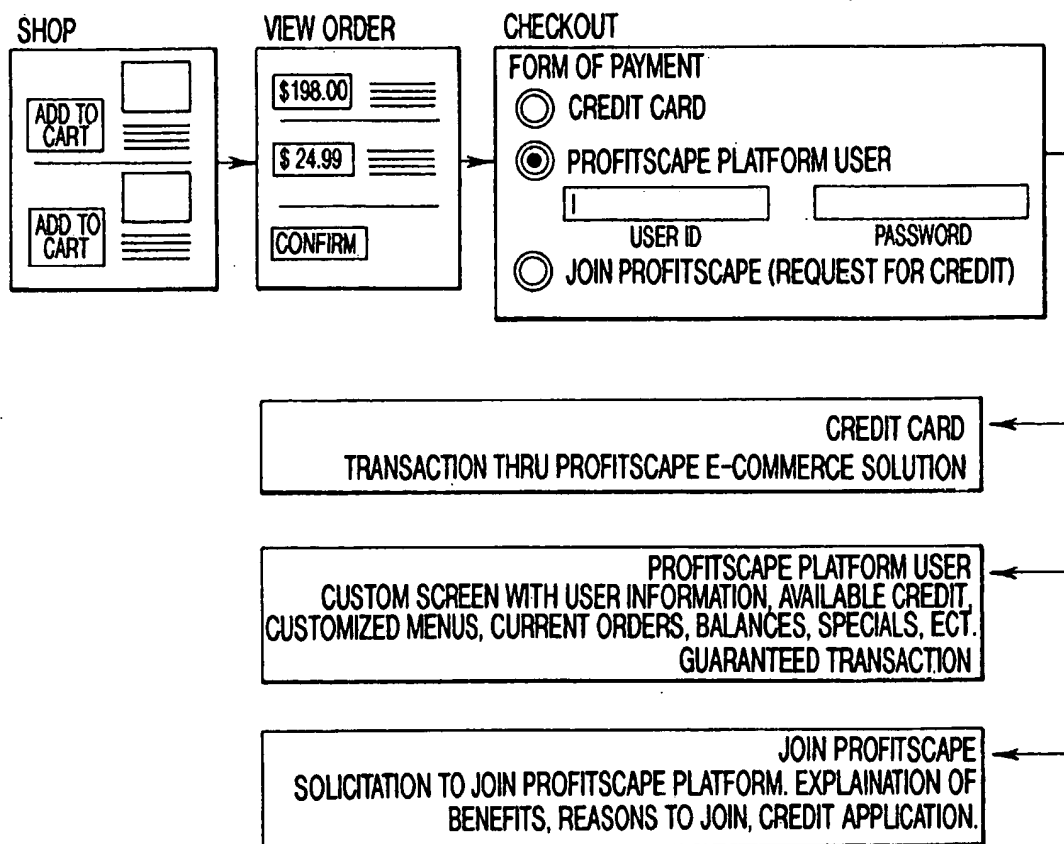 SHOP
ADD TO
CART
ADD TO
CART
VIEW ORDER
$198.00
$ 24.99
CONFIRM
CHECKOUT
FORM OF PAYMENT
CREDIT CARD
PROFITSCAPE PLATFORM USER
USER ID
PASSWORD
JOIN PROFITSCAPE (REQUEST FOR CREDIT)
CREDIT CARD
TRANSACTION THRU PROFITSCAPE E-COMMERCE SOLUTION
PROFITSCAPE PLATFORM USER
CUSTOM SCREEN WITH USER INFORMATION, AVAILABLE CREDIT,
CUSTOMIZED MENUS, CURRENT ORDERS, BALANCES, SPECIALS, ECT.
GUARANTEED TRANSACTION
JOIN PROFITSCAPE
SOLICITATION TO JOIN PROFITSCAPE PLATFORM. EXPLAINATION OF
BENEFITS, REASONS TO JOIN, CREDIT APPLICATION.